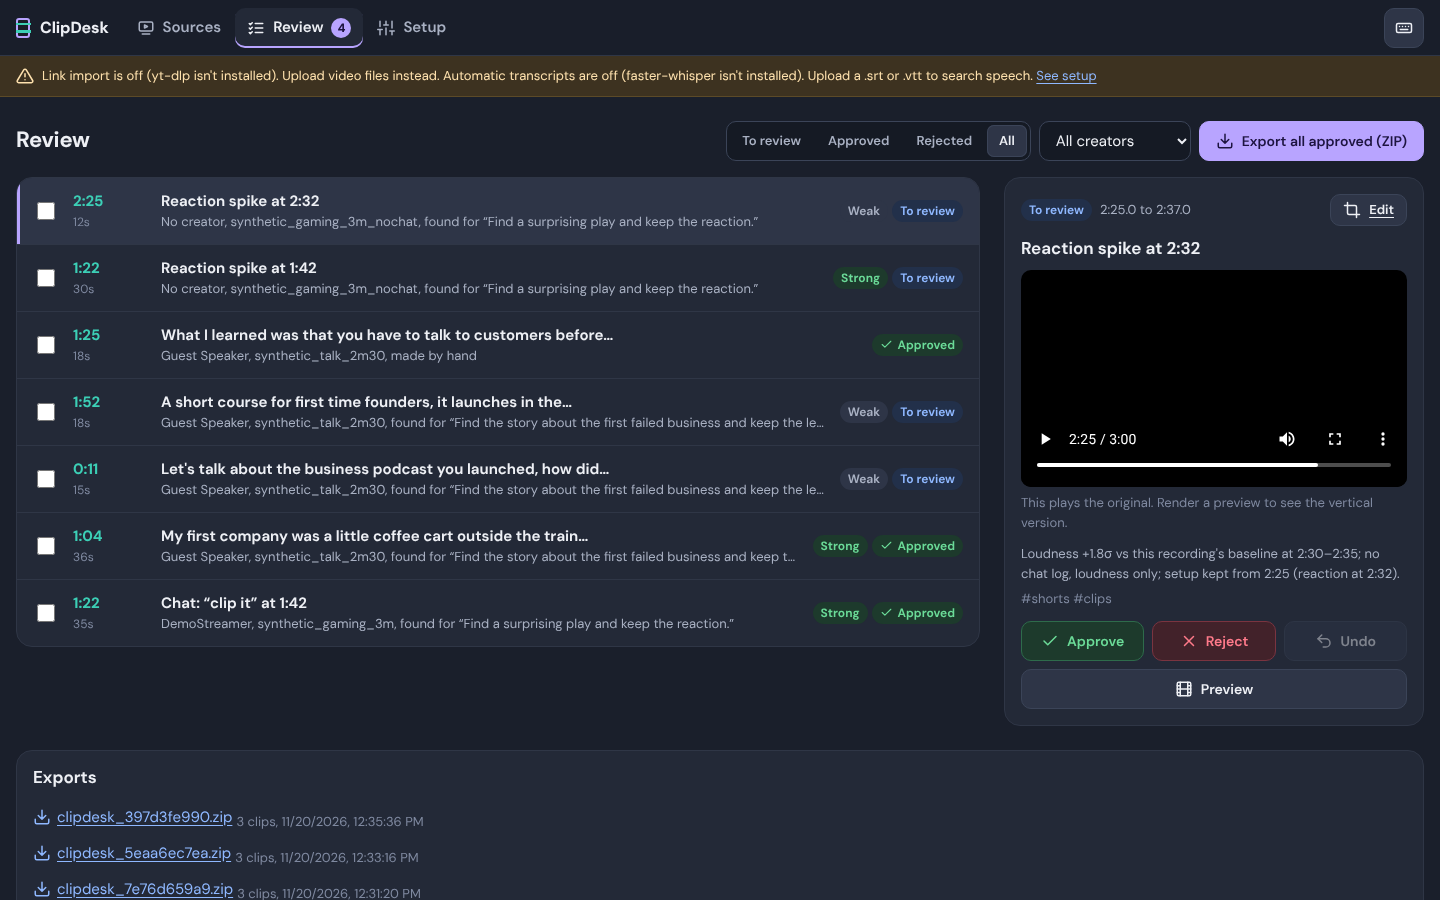 ClipDesk
Sources
Review 4
Setup
Link import is off (yt-dlp isn't installed). Upload video files instead. Automatic transcripts are off (faster-whisper isn't installed). Upload a .srt or .vtt to search speech. See setup
Review
To review Approved Rejected All
All creators
Export all approved (ZIP)
2:25
12s
Reaction spike at 2:32
No creator, synthetic_gaming_3m_nochat, found for “Find a surprising play and keep the reaction.”
Weak To review
1:22
30s
Reaction spike at 1:42
No creator, synthetic_gaming_3m_nochat, found for “Find a surprising play and keep the reaction.”
Strong To review
1:25
18s
What I learned was that you have to talk to customers before…
Guest Speaker, synthetic_talk_2m30, made by hand
Approved
1:52
18s
A short course for first time founders, it launches in the…
Guest Speaker, synthetic_talk_2m30, found for “Find the story about the first failed business and keep the le…
Weak To review
0:11
15s
Let's talk about the business podcast you launched, how did…
Guest Speaker, synthetic_talk_2m30, found for “Find the story about the first failed business and keep the le…
Weak To review
1:04
36s
My first company was a little coffee cart outside the train…
Guest Speaker, synthetic_talk_2m30, found for “Find the story about the first failed business and keep t…
Strong Approved
1:22
35s
Chat: “clip it” at 1:42
DemoStreamer, synthetic_gaming_3m, found for “Find a surprising play and keep the reaction.”
Strong Approved
To review 2:25.0 to 2:37.0
Edit
Reaction spike at 2:32
2:25 / 3:00
This plays the original. Render a preview to see the vertical
version.
Loudness +1.8σ vs this recording's baseline at 2:30–2:35; no
chat log, loudness only; setup kept from 2:25 (reaction at 2:32).
#shorts #clips
Approve
Reject
Undo
Preview
Exports
clipdesk_397d3fe990.zip 3 clips, 11/20/2026, 12:35:36 PM
clipdesk_5eaa6ec7ea.zip 3 clips, 11/20/2026, 12:33:16 PM
clipdesk_7e76d659a9.zip 3 clips, 11/20/2026, 12:31:20 PM